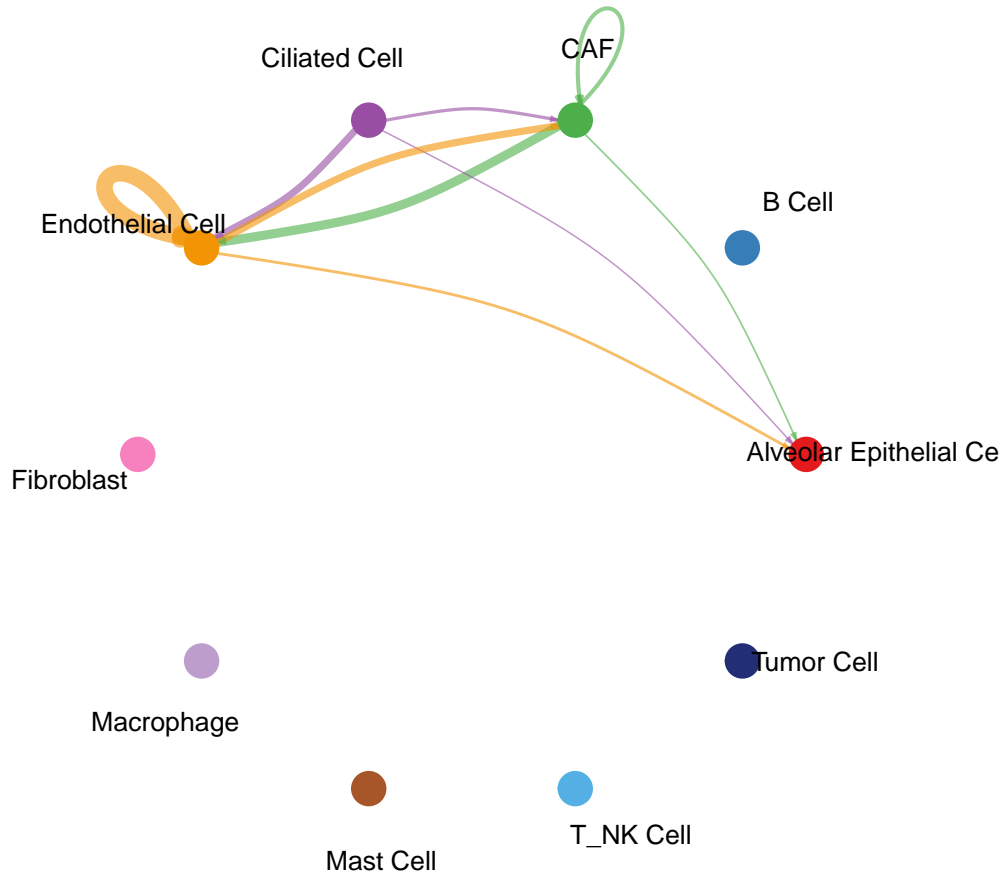 CAF
Ciliated Cell
B Cell
Endothelial Cell
Alveolar Epithelial Ce
Fibroblast
Tumor Cell
Macrophage
T_NK Cell
Mast Cell